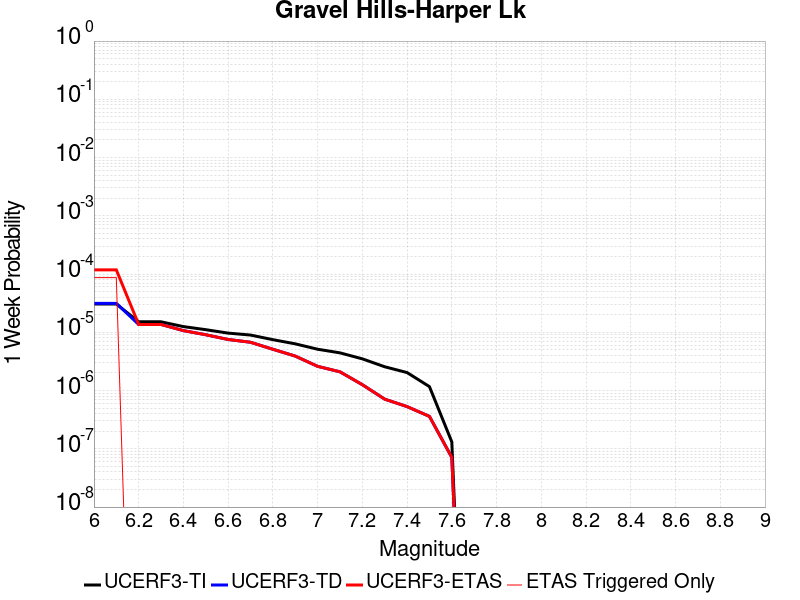 Gravel Hills-Harper Lk
10^0
10^-1
10^-2
10^-3
10^-4
10^-5
10^-6
10^-7
10^-8
1 Week Probability
6 6.2 6.4 6.6 6.8 7 7.2 7.4 7.6 7.8 8 8.2 8.4 8.6 8.8 9
Magnitude
UCERF3-TI UCERF3-TD UCERF3-ETAS ETAS Triggered Only